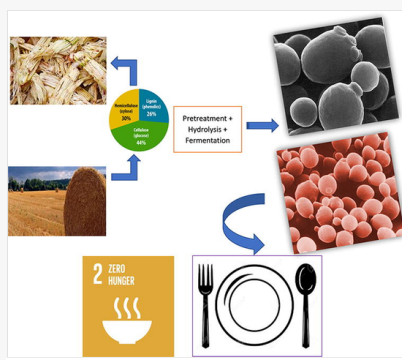 Hemicellulose (xylose)
30%
Lignin (phenolics)
26%
Cellulose
(glucose)
44%
Pretreatment +
Hydrolysis +
Fermentation
2 ZERO
HUNGER